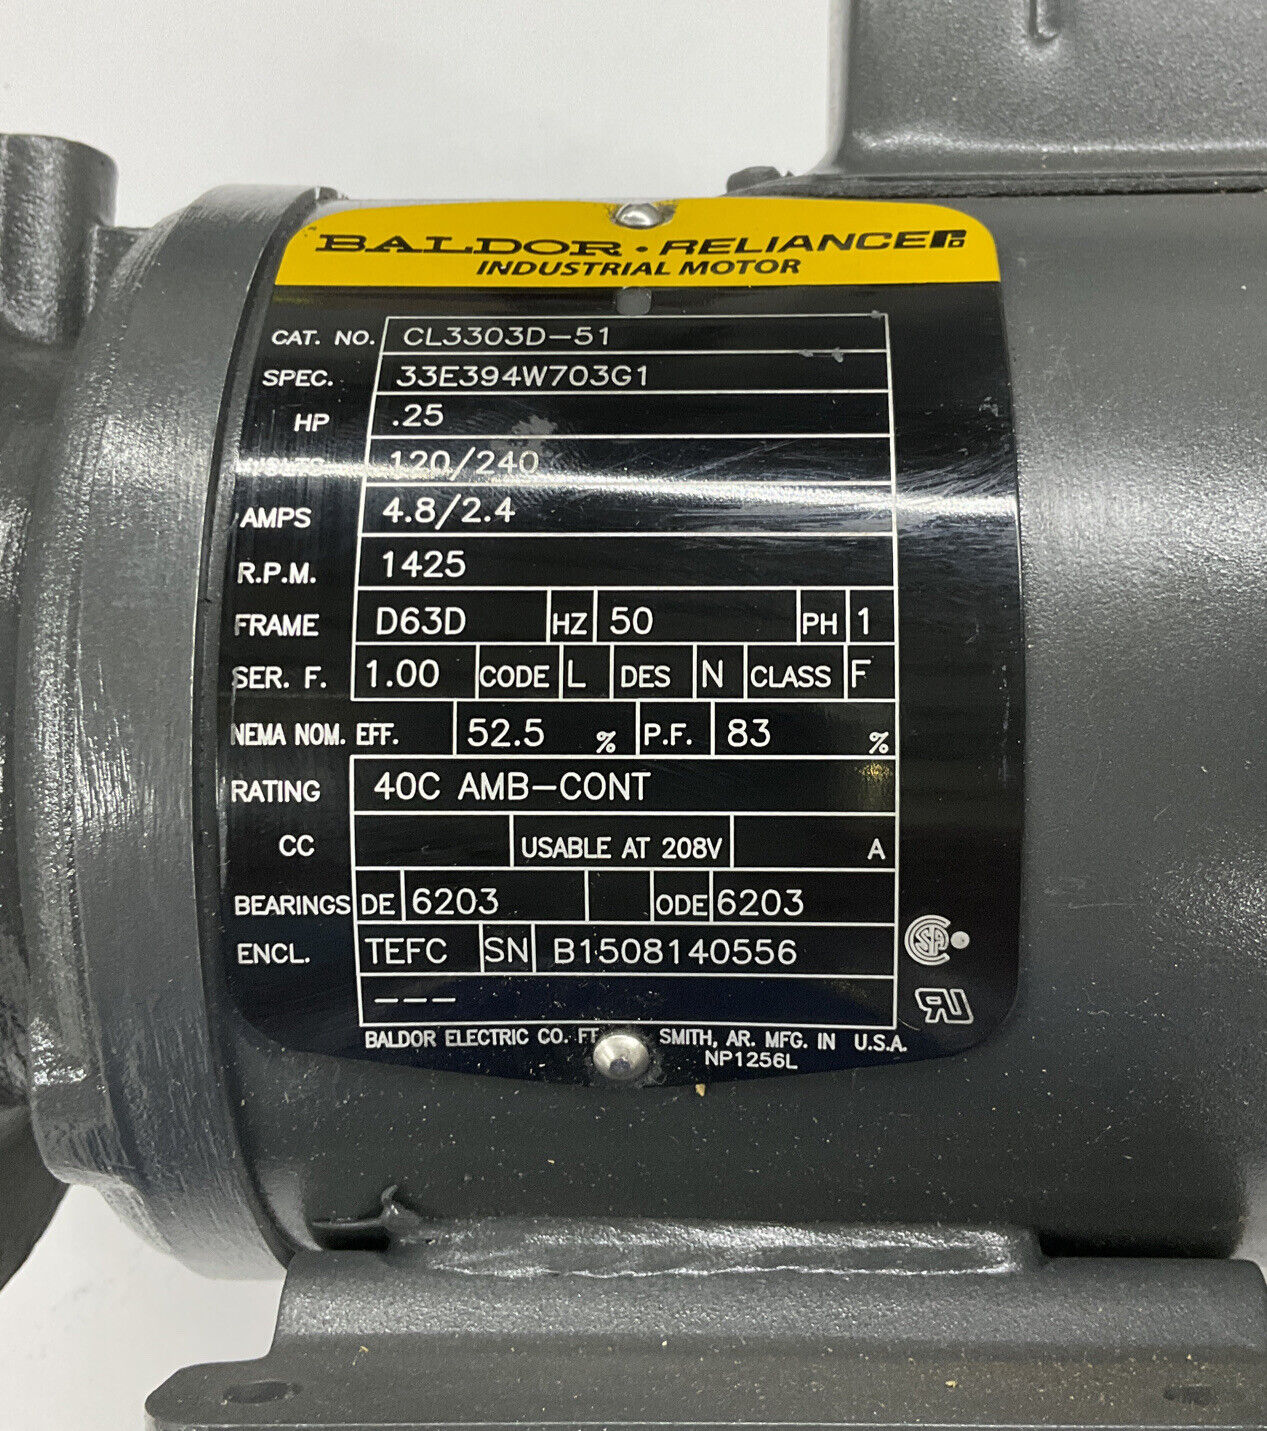 BALDOR • RELIANCE
INDUSTRIAL MOTOR
CAT. NO. CL3303D-51
SPEC. 33E394W703G1
HP .25
VOLTS 120/240
AMPS 4.8/2.4
R.P.M. 1425
FRAME D63D HZ 50 PH 1
SER. F. 1.00 CODE L DES N CLASS F
NEMA NOM. EFF. 52.5 % P.F. 83 %
RATING 40C AMB-CONT
CC USABLE AT 208V A
BEARINGS DE 6203 ODE 6203
ENCL. TEFC SN B1508140556
---
BALDOR ELECTRIC CO. FT SMITH, AR. MFG. IN U.S.A.
NP1256L